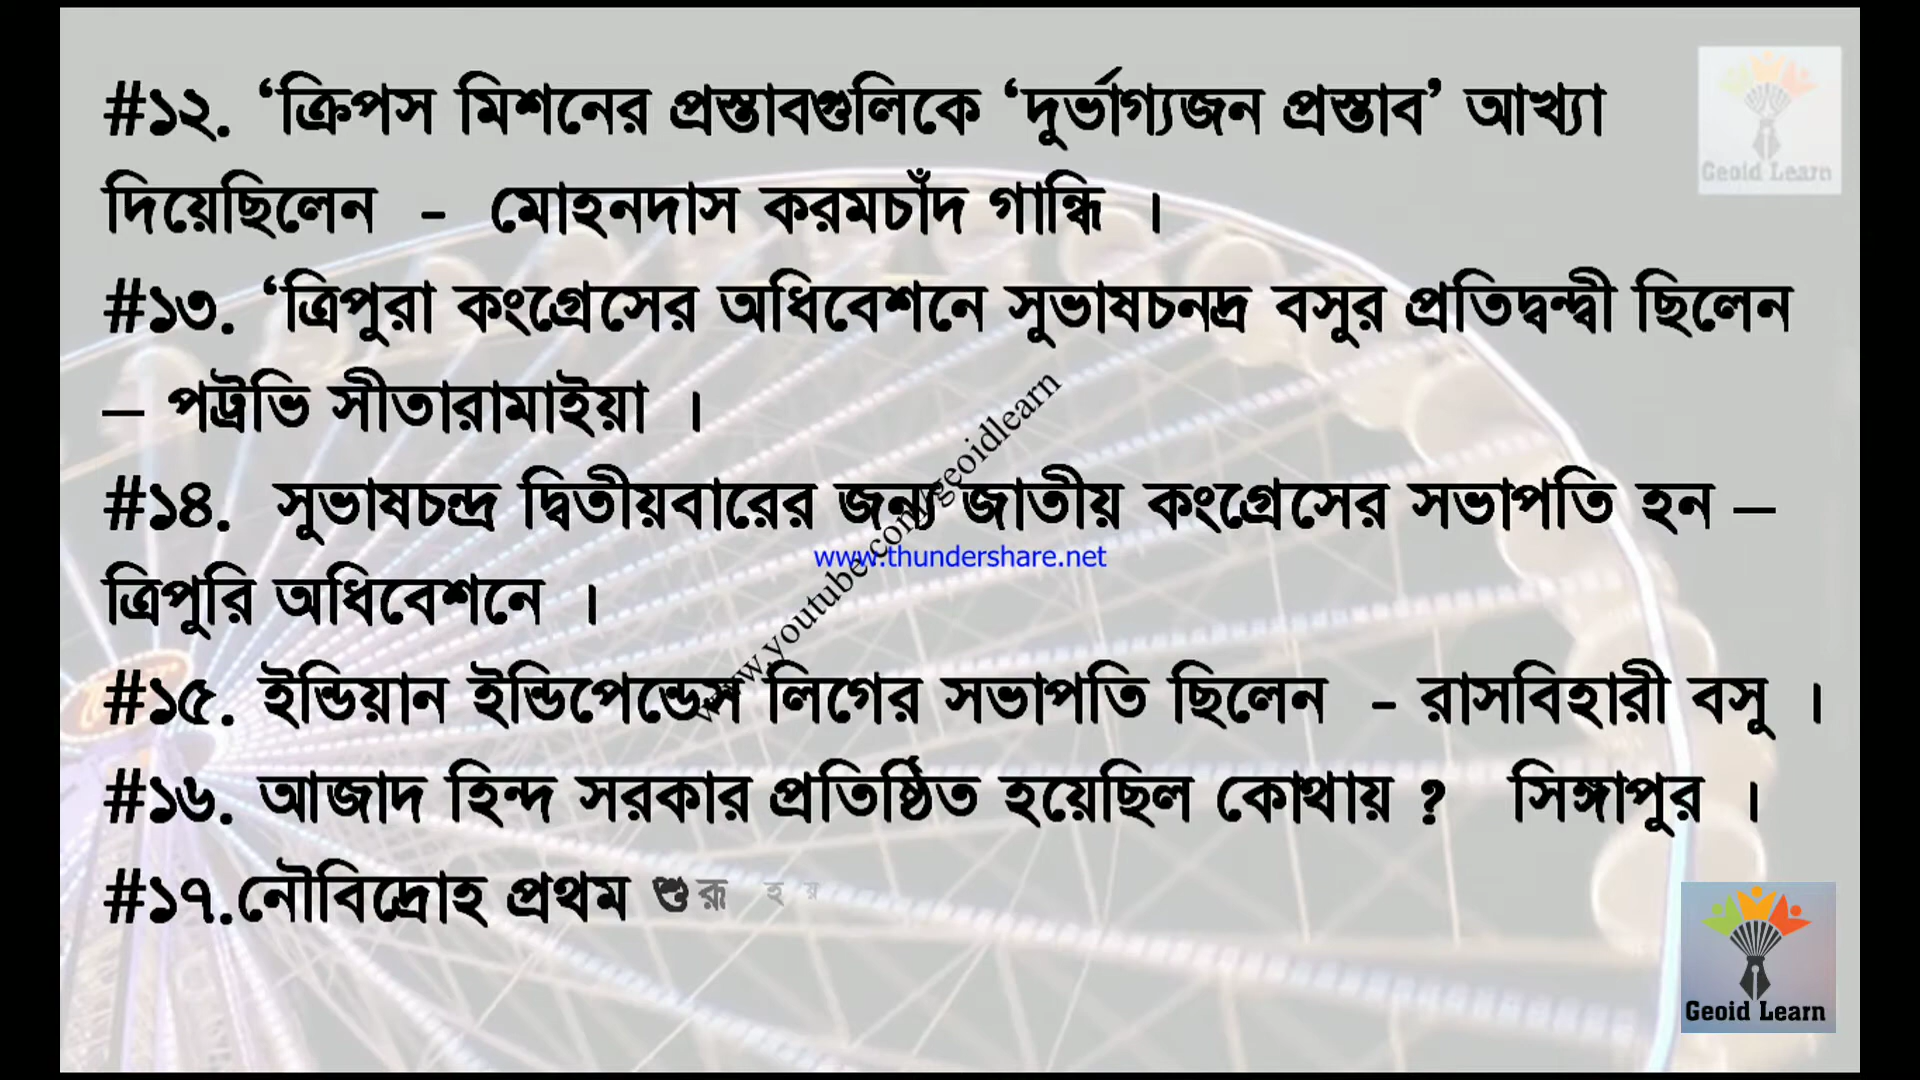 #১২. ‘ক্রিপস মিশনের প্রস্তাবগুলিকে ‘দুর্ভাগ্যজন প্রস্তাব’ আখ্যা
দিয়েছিলেন - মোহনদাস করমচাঁদ গান্ধি ।
#১৩. ‘ত্রিপুরা কংগ্রেসের অধিবেশনে সুভাষচনদ্র বসুর প্রতিদ্বন্দ্বী ছিলেন
– পট্রভি সীতারামাইয়া ।
#১৪. সুভাষচন্দ্র দ্বিতীয়বারের জন্য জাতীয় কংগ্রেসের সভাপতি হন –
ত্রিপুরি অধিবেশনে ।
#১৫. ইন্ডিয়ান ইন্ডিপেন্ডেস লিগের সভাপতি ছিলেন - রাসবিহারী বসু ।
#১৬. আজাদ হিন্দ সরকার প্রতিষ্ঠিত হয়েছিল কোথায় ? সিঙ্গাপুর ।
#১৭.নৌবিদ্রোহ প্রথম শুরূ হয়
www.youtube.com/geoidlearn
www.thundershare.net
Geoid Learn
Geoid Learn